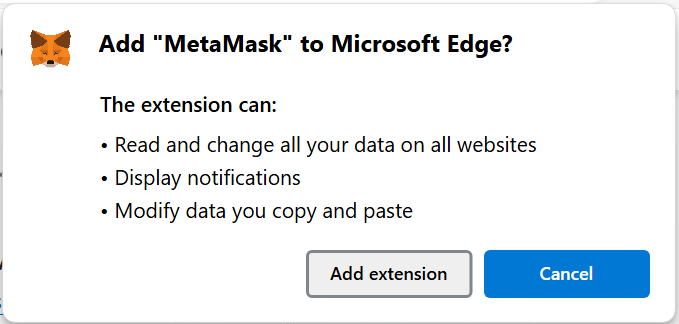 Add "MetaMask" to Microsoft Edge?
The extension can:
• Read and change all your data on all websites
• Display notifications
• Modify data you copy and paste
Add extension
Cancel